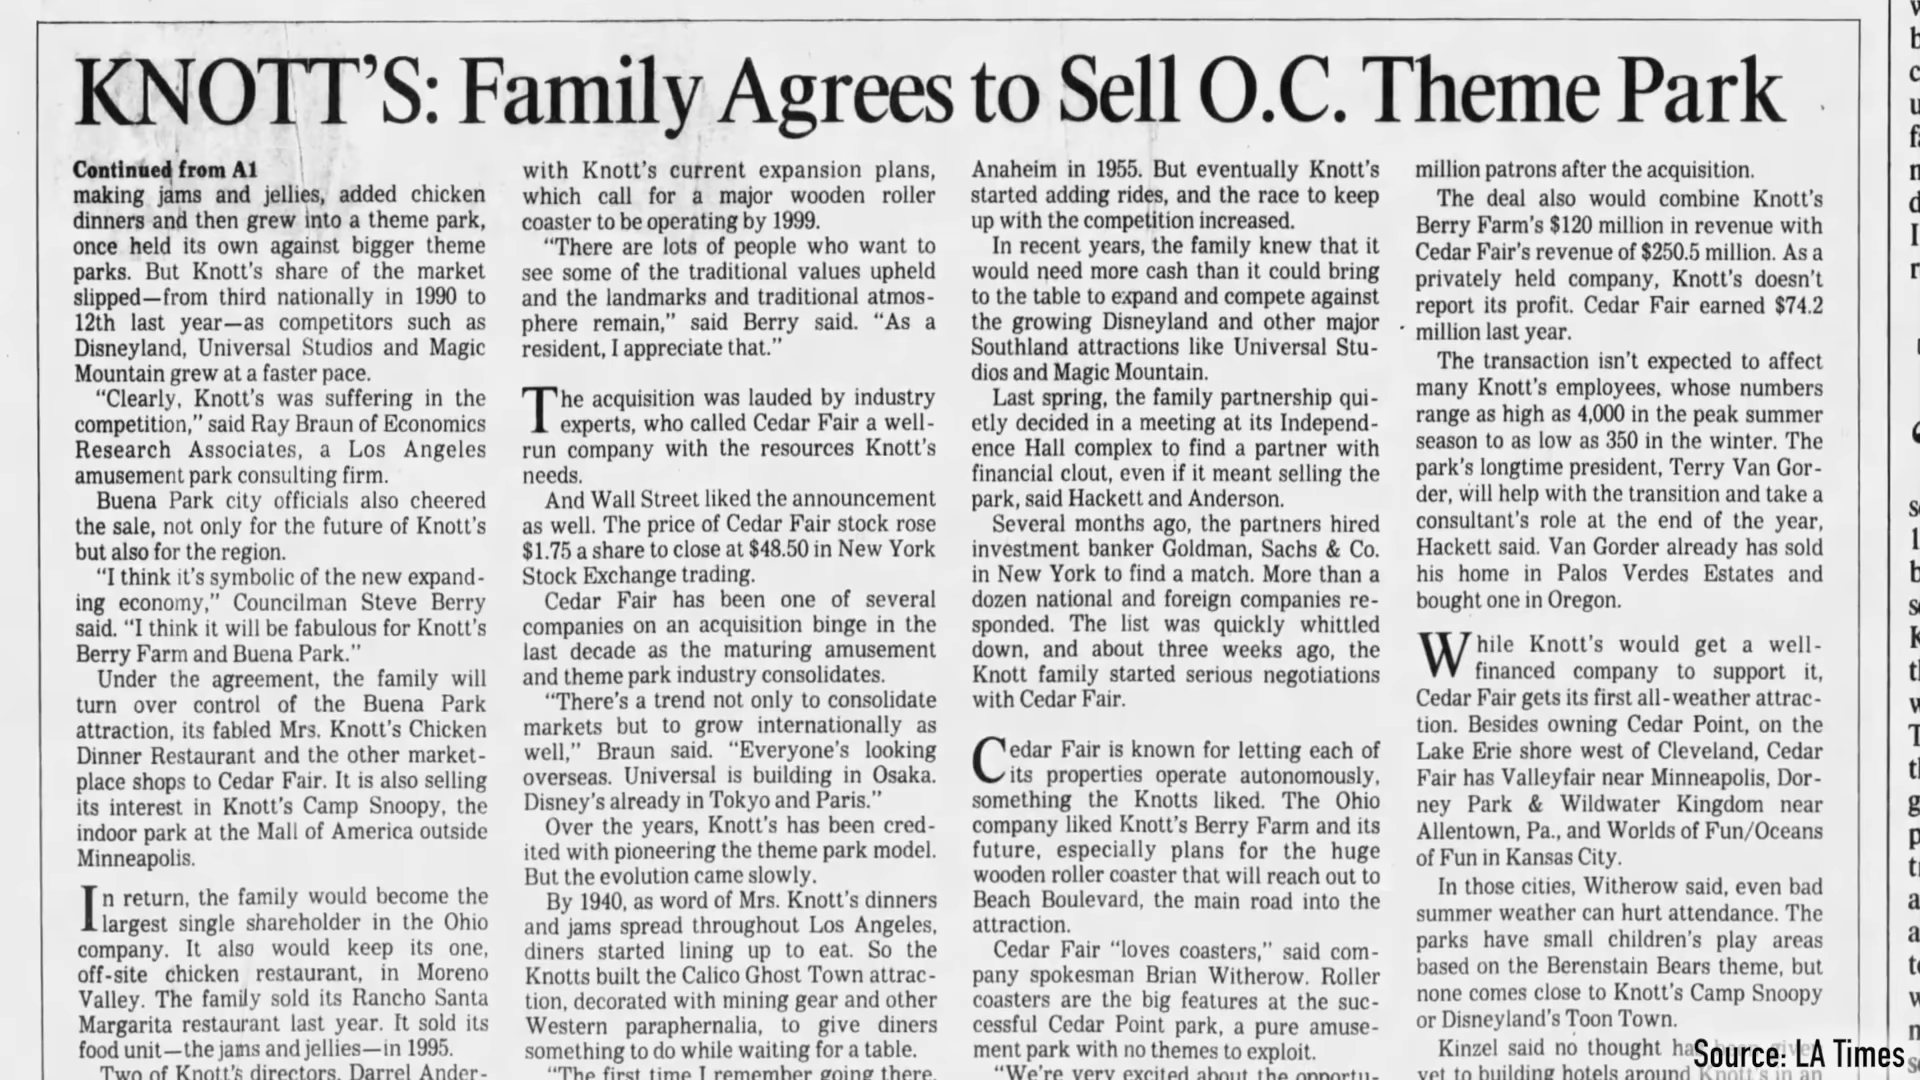 KNOTT'S: Family Agrees to Sell O.C. Theme Park
Continued from A1
making jams and jellies, added chicken
dinners and then grew into a theme park,
once held its own against bigger theme
parks. But Knott's share of the market
slipped—from third nationally in 1990 to
12th last year—as competitors such as
Disneyland, Universal Studios and Magic
Mountain grew at a faster pace.
"Clearly, Knott's was suffering in the
competition," said Ray Braun of Economics
Research Associates, a Los Angeles
amusement park consulting firm.
Buena Park city officials also cheered
the sale, not only for the future of Knott's
but also for the region.
"I think it's symbolic of the new expand-
ing economy," Councilman Steve Berry
said. "I think it will be fabulous for Knott's
Berry Farm and Buena Park."
Under the agreement, the family will
turn over control of the Buena Park
attraction, its fabled Mrs. Knott's Chicken
Dinner Restaurant and the other market-
place shops to Cedar Fair. It is also selling
its interest in Knott's Camp Snoopy, the
indoor park at the Mall of America outside
Minneapolis.
In return, the family would become the
largest single shareholder in the Ohio
company. It also would keep its one,
off-site chicken restaurant, in Moreno
Valley. The family sold its Rancho Santa
Margarita restaurant last year. It sold its
food unit—the jams and jellies—in 1995.
Two of Knott's directors, Darrel Ander-
with Knott's current expansion plans,
which call for a major wooden roller
coaster to be operating by 1999.
"There are lots of people who want to
see some of the traditional values upheld
and the landmarks and traditional atmos-
phere remain," said Berry said. "As a
resident, I appreciate that."
The acquisition was lauded by industry
experts, who called Cedar Fair a well-
run company with the resources Knott's
needs.
And Wall Street liked the announcement
as well. The price of Cedar Fair stock rose
$1.75 a share to close at $48.50 in New York
Stock Exchange trading.
Cedar Fair has been one of several
companies on an acquisition binge in the
last decade as the maturing amusement
and theme park industry consolidates.
"There's a trend not only to consolidate
markets but to grow internationally as
well," Braun said. "Everyone's looking
overseas. Universal is building in Osaka.
Disney's already in Tokyo and Paris."
Over the years, Knott's has been cred-
ited with pioneering the theme park model.
But the evolution came slowly.
By 1940, as word of Mrs. Knott's dinners
and jams spread throughout Los Angeles,
diners started lining up to eat. So the
Knotts built the Calico Ghost Town attrac-
tion, decorated with mining gear and other
Western paraphernalia, to give diners
something to do while waiting for a table.
"The first time I remember going there,
Anaheim in 1955. But eventually Knott's
started adding rides, and the race to keep
up with the competition increased.
In recent years, the family knew that it
would need more cash than it could bring
to the table to expand and compete against
the growing Disneyland and other major
Southland attractions like Universal Stu-
dios and Magic Mountain.
Last spring, the family partnership qui-
etly decided in a meeting at its Independ-
ence Hall complex to find a partner with
financial clout, even if it meant selling the
park, said Hackett and Anderson.
Several months ago, the partners hired
investment banker Goldman, Sachs & Co.
in New York to find a match. More than a
dozen national and foreign companies re-
sponded. The list was quickly whittled
down, and about three weeks ago, the
Knott family started serious negotiations
with Cedar Fair.
Cedar Fair is known for letting each of
its properties operate autonomously,
something the Knotts liked. The Ohio
company liked Knott's Berry Farm and its
future, especially plans for the huge
wooden roller coaster that will reach out to
Beach Boulevard, the main road into the
attraction.
Cedar Fair "loves coasters," said com-
pany spokesman Brian Witherow. Roller
coasters are the big features at the suc-
cessful Cedar Point park, a pure amuse-
ment park with no themes to exploit.
"We're very excited about the opportu-
million patrons after the acquisition.
The deal also would combine Knott's
Berry Farm's $120 million in revenue with
Cedar Fair's revenue of $250.5 million. As a
privately held company, Knott's doesn't
report its profit. Cedar Fair earned $74.2
million last year.
The transaction isn't expected to affect
many Knott's employees, whose numbers
range as high as 4,000 in the peak summer
season to as low as 350 in the winter. The
park's longtime president, Terry Van Gor-
der, will help with the transition and take a
consultant's role at the end of the year,
Hackett said. Van Gorder already has sold
his home in Palos Verdes Estates and
bought one in Oregon.
While Knott's would get a well-
financed company to support it,
Cedar Fair gets its first all-weather attrac-
tion. Besides owning Cedar Point, on the
Lake Erie shore west of Cleveland, Cedar
Fair has Valleyfair near Minneapolis, Dor-
ney Park & Wildwater Kingdom near
Allentown, Pa., and Worlds of Fun/Oceans
of Fun in Kansas City.
In those cities, Witherow said, even bad
summer weather can hurt attendance. The
parks have small children's play areas
based on the Berenstain Bears theme, but
none comes close to Knott's Camp Snoopy
or Disneyland's Toon Town.
Kinzel said no thought
yet to building hotels around
Source: LA Times